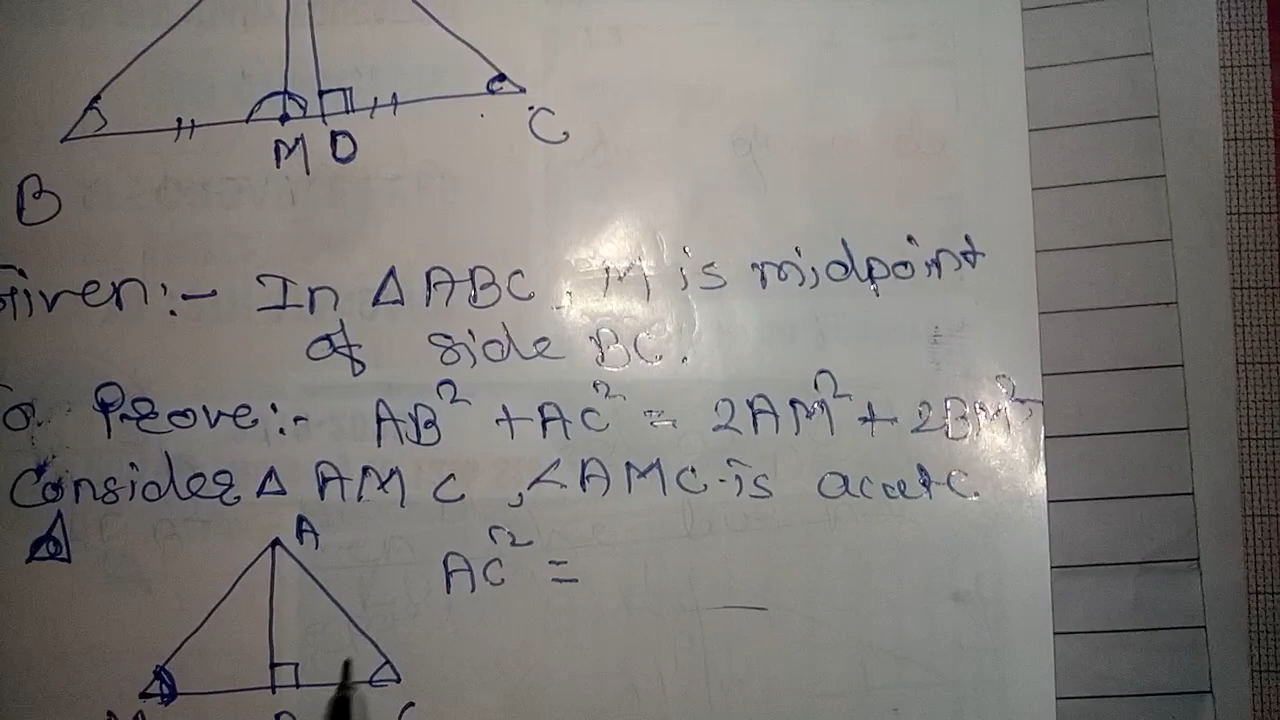 M D C
B
Given:- In △ ABC, M is midpoint
of side BC.
To Prove:- AB² + AC² = 2AM² + 2BM²
Consider △ AMC, <AMC is acute.
A
AC² =